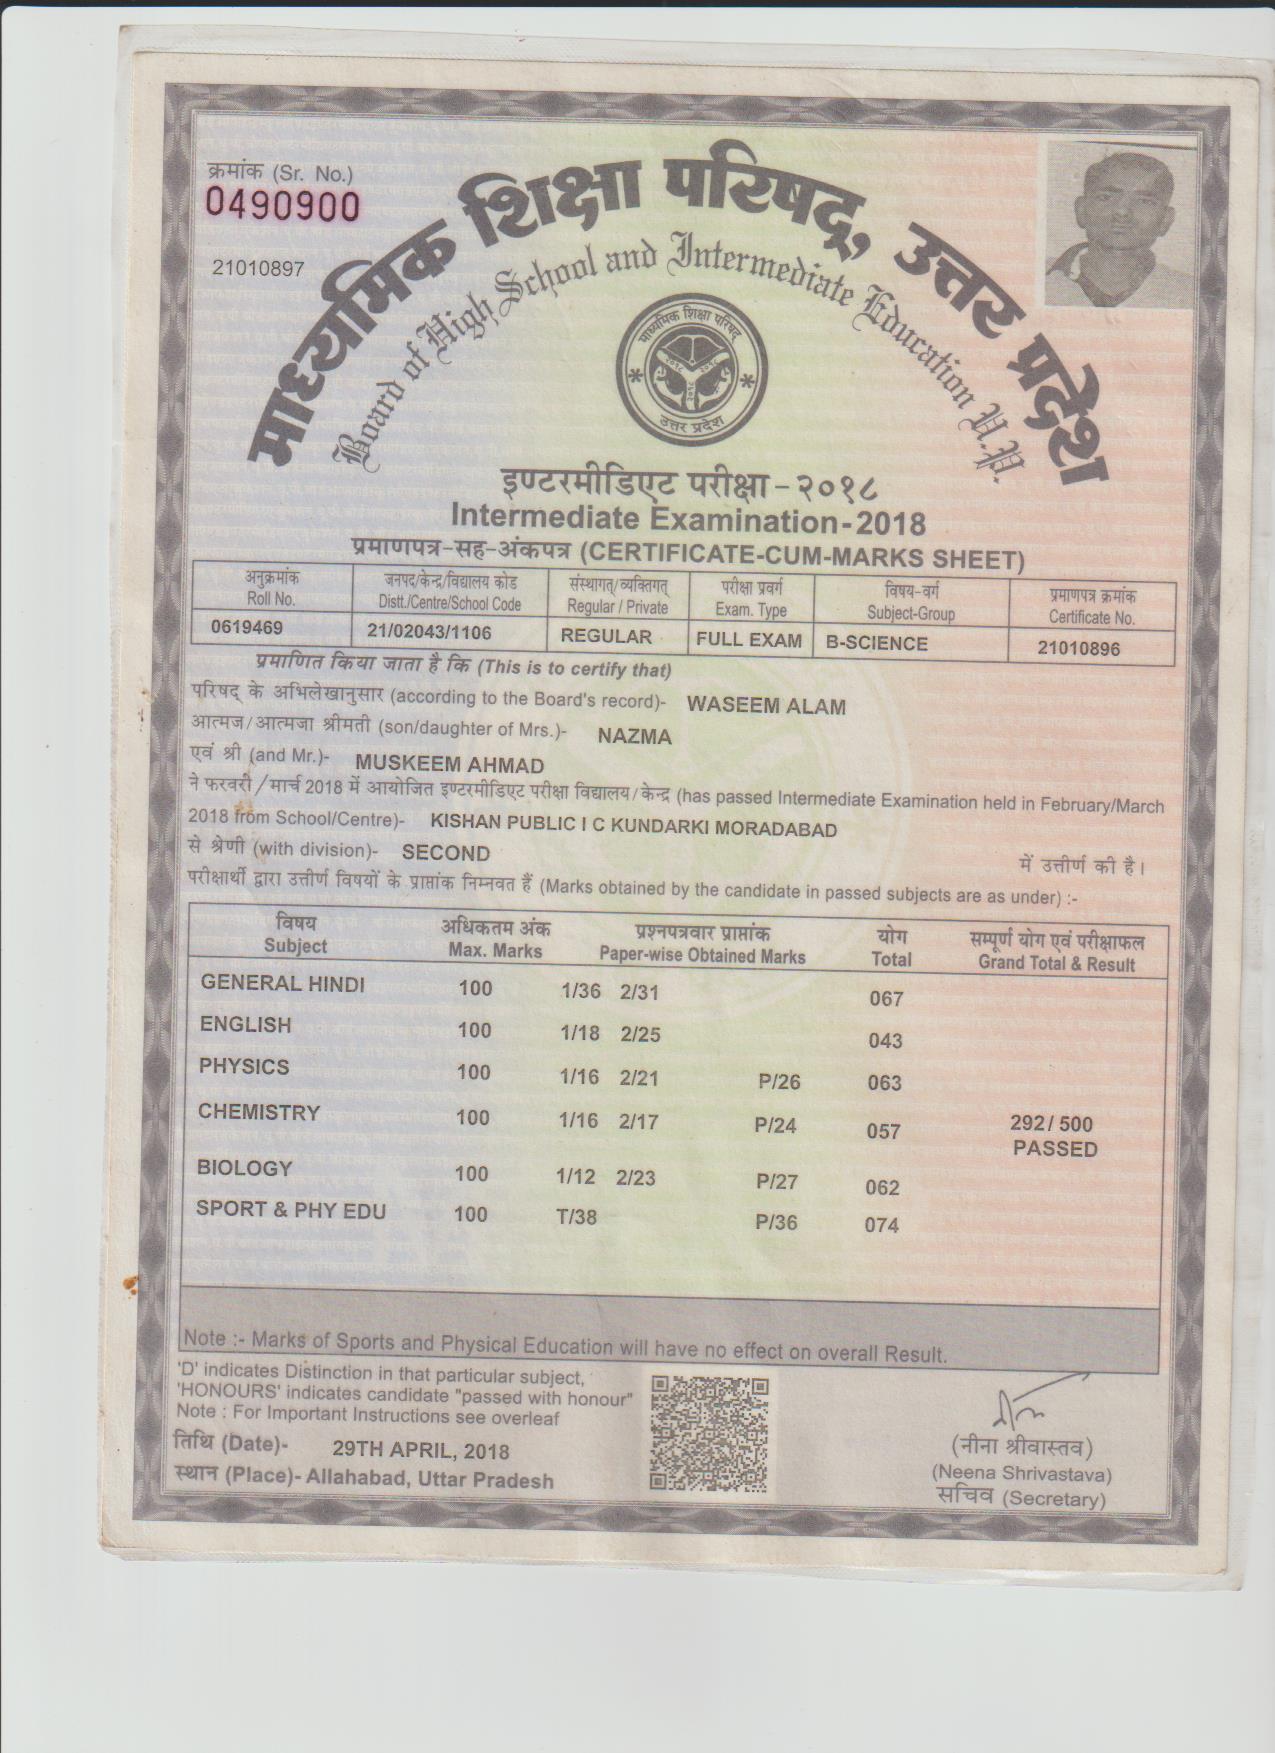 क्रमांक (Sr. No.)
0490900
21010897
माध्यमिक शिक्षा परिषद्, उत्तर प्रदेश
Board of High School and Intermediate Education U.P.
माध्यमिक शिक्षा परिषद्
२०१८ २०१८
२०१८
उत्तर प्रदेश
इण्टरमीडिएट परीक्षा - २०१८
Intermediate Examination - 2018
प्रमाणपत्र-सह-अंकपत्र (CERTIFICATE-CUM-MARKS SHEET)
अनुक्रमांक जनपद/केन्द्र/विद्यालय कोड संस्थागत्/व्यक्तिगत् परीक्षा प्रवर्ग विषय-वर्ग प्रमाणपत्र क्रमांक
Roll No. Distt./Centre/School Code Regular / Private Exam. Type Subject-Group Certificate No.
0619469 21/02043/1106 REGULAR FULL EXAM B-SCIENCE 21010896
प्रमाणित किया जाता है कि (This is to certify that)
परिषद् के अभिलेखानुसार (according to the Board's record)- WASEEM ALAM
आत्मज/आत्मजा श्रीमती (son/daughter of Mrs.)- NAZMA
एवं श्री (and Mr.)- MUSKEEM AHMAD
ने फरवरी/मार्च 2018 में आयोजित इण्टरमीडिएट परीक्षा विद्यालय/केन्द्र (has passed Intermediate Examination held in February/March
2018 from School/Centre)- KISHAN PUBLIC I C KUNDARKI MORADABAD
से श्रेणी (with division)- SECOND में उत्तीर्ण की है।
परीक्षार्थी द्वारा उत्तीर्ण विषयों के प्राप्तांक निम्नवत हैं (Marks obtained by the candidate in passed subjects are as under) :-
विषय अधिकतम अंक प्रश्नपत्रवार प्राप्तांक योग सम्पूर्ण योग एवं परीक्षाफल
Subject Max. Marks Paper-wise Obtained Marks Total Grand Total & Result
GENERAL HINDI 100 1/36 2/31 067
ENGLISH 100 1/18 2/25 043
PHYSICS 100 1/16 2/21 P/26 063
CHEMISTRY 100 1/16 2/17 P/24 057 292/ 500
PASSED
BIOLOGY 100 1/12 2/23 P/27 062
SPORT & PHY EDU 100 T/38 P/36 074
Note :- Marks of Sports and Physical Education will have no effect on overall Result.
'D' indicates Distinction in that particular subject,
'HONOURS' indicates candidate "passed with honour"
Note : For Important Instructions see overleaf
तिथि (Date)- 29TH APRIL, 2018
स्थान (Place)- Allahabad, Uttar Pradesh
(नीना श्रीवास्तव)
(Neena Shrivastava)
सचिव (Secretary)